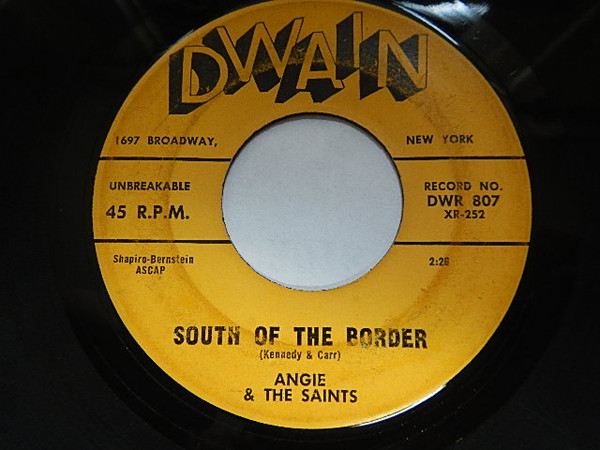 DWAIN
1697 BROADWAY, NEW YORK
UNBREAKABLE
45 R.P.M.
RECORD NO.
DWR 807
XR-252
Shapiro-Bernstein
ASCAP
2:26
SOUTH OF THE BORDER
(Kennedy & Carr)
ANGIE
& THE SAINTS